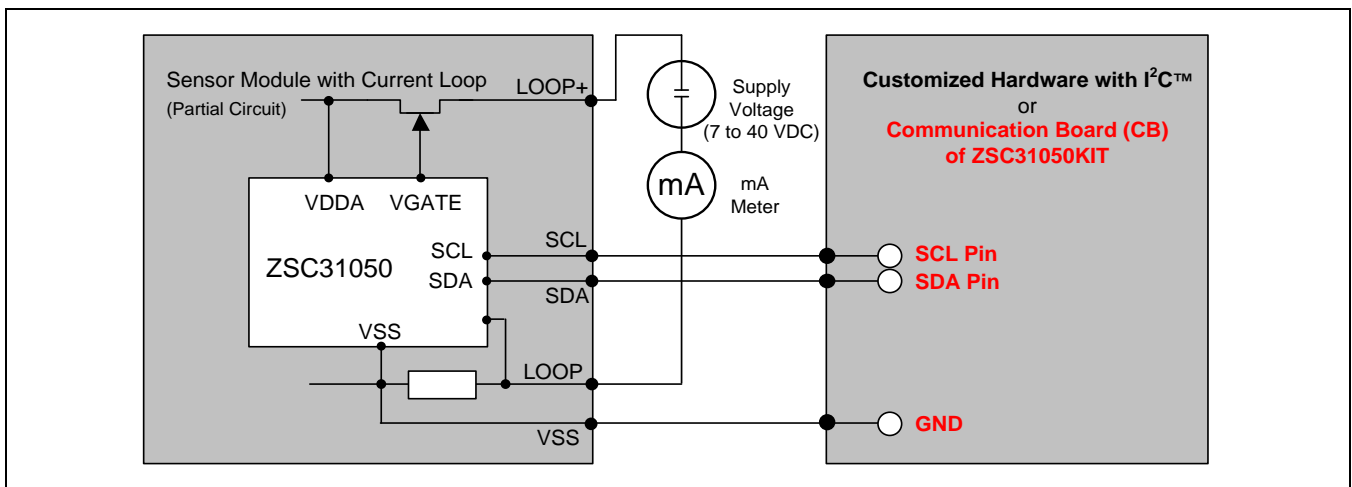 Sensor Module with Current Loop
(Partial Circuit)
LOOP+
VDDA
VGATE
ZSC31050
SCL
SDA
VSS
SCL
SDA
LOOP
VSS
Supply
Voltage
(7 to 40 VDC)
mA
mA
Meter
Customized Hardware with I²C™
or
Communication Board (CB)
of ZSC31050KIT
SCL Pin
SDA Pin
GND